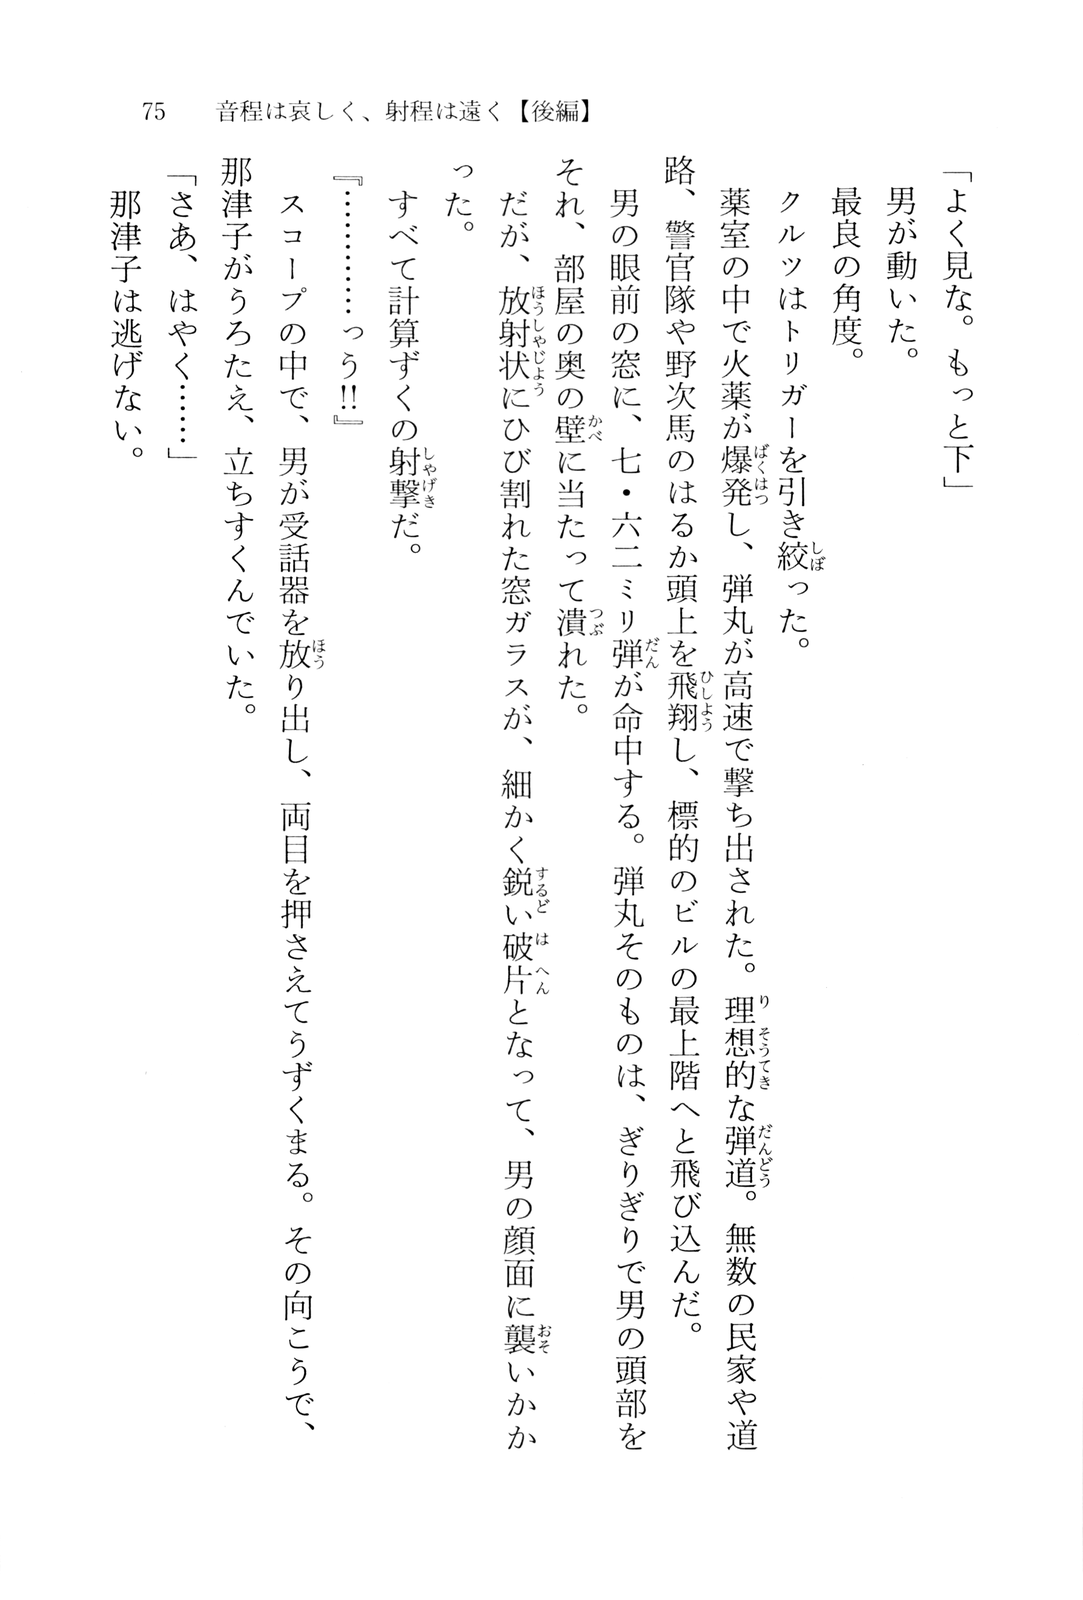 75　音程は哀しく、射程は遠く【後編】
「よく見な。もっと下」
男が動いた。
最良の角度。
クルツはトリガーを引き絞った。
薬室の中で火薬が爆発し、弾丸が高速で撃ち出された。理想的な弾道。無数の民家や道
路、警官隊や野次馬のはるか頭上を飛翔し、標的のビルの最上階へと飛び込んだ。
男の眼前の窓に、七・六二ミリ弾が命中する。弾丸そのものは、ぎりぎりで男の頭部を
それ、部屋の奥の壁に当たって潰れた。
だが、放射状にひび割れた窓ガラスが、細かく鋭い破片となって、男の顔面に襲いかか
った。
すべて計算ずくの射撃だ。
『…………っう!!』
スコープの中で、男が受話器を放り出し、両目を押さえてうずくまる。その向こうで、
那津子がうろたえ、立ちすくんでいた。
「さあ、はやく……」
那津子は逃げない。